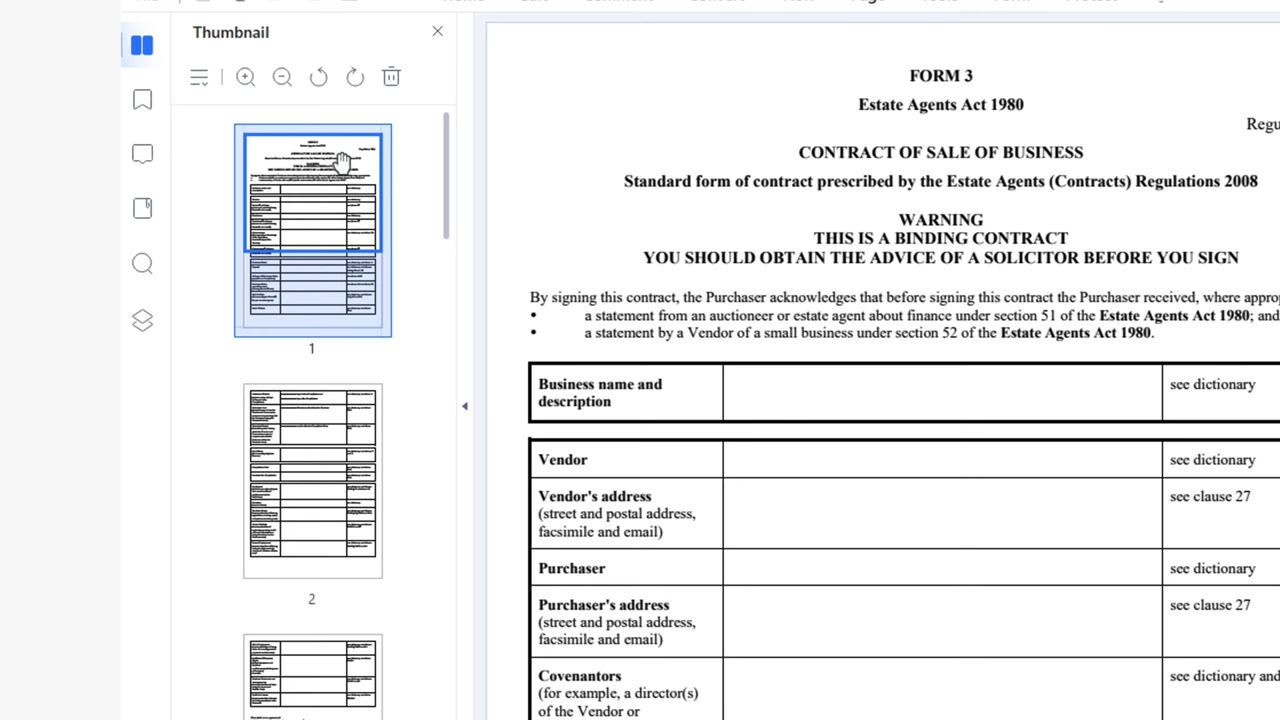 Thumbnail
1
2
FORM 3
Estate Agents Act 1980
Regu
CONTRACT OF SALE OF BUSINESS
Standard form of contract prescribed by the Estate Agents (Contracts) Regulations 2008
WARNING
THIS IS A BINDING CONTRACT
YOU SHOULD OBTAIN THE ADVICE OF A SOLICITOR BEFORE YOU SIGN
By signing this contract, the Purchaser acknowledges that before signing this contract the Purchaser received, where approp
• a statement from an auctioneer or estate agent about finance under section 51 of the Estate Agents Act 1980; and
• a statement by a Vendor of a small business under section 52 of the Estate Agents Act 1980.
Business name and description see dictionary
Vendor see dictionary
Vendor's address see clause 27
(street and postal address,
facsimile and email)
Purchaser see dictionary
Purchaser's address see clause 27
(street and postal address,
facsimile and email)
Covenantors see dictionary and
(for example, a director(s)
of the Vendor or